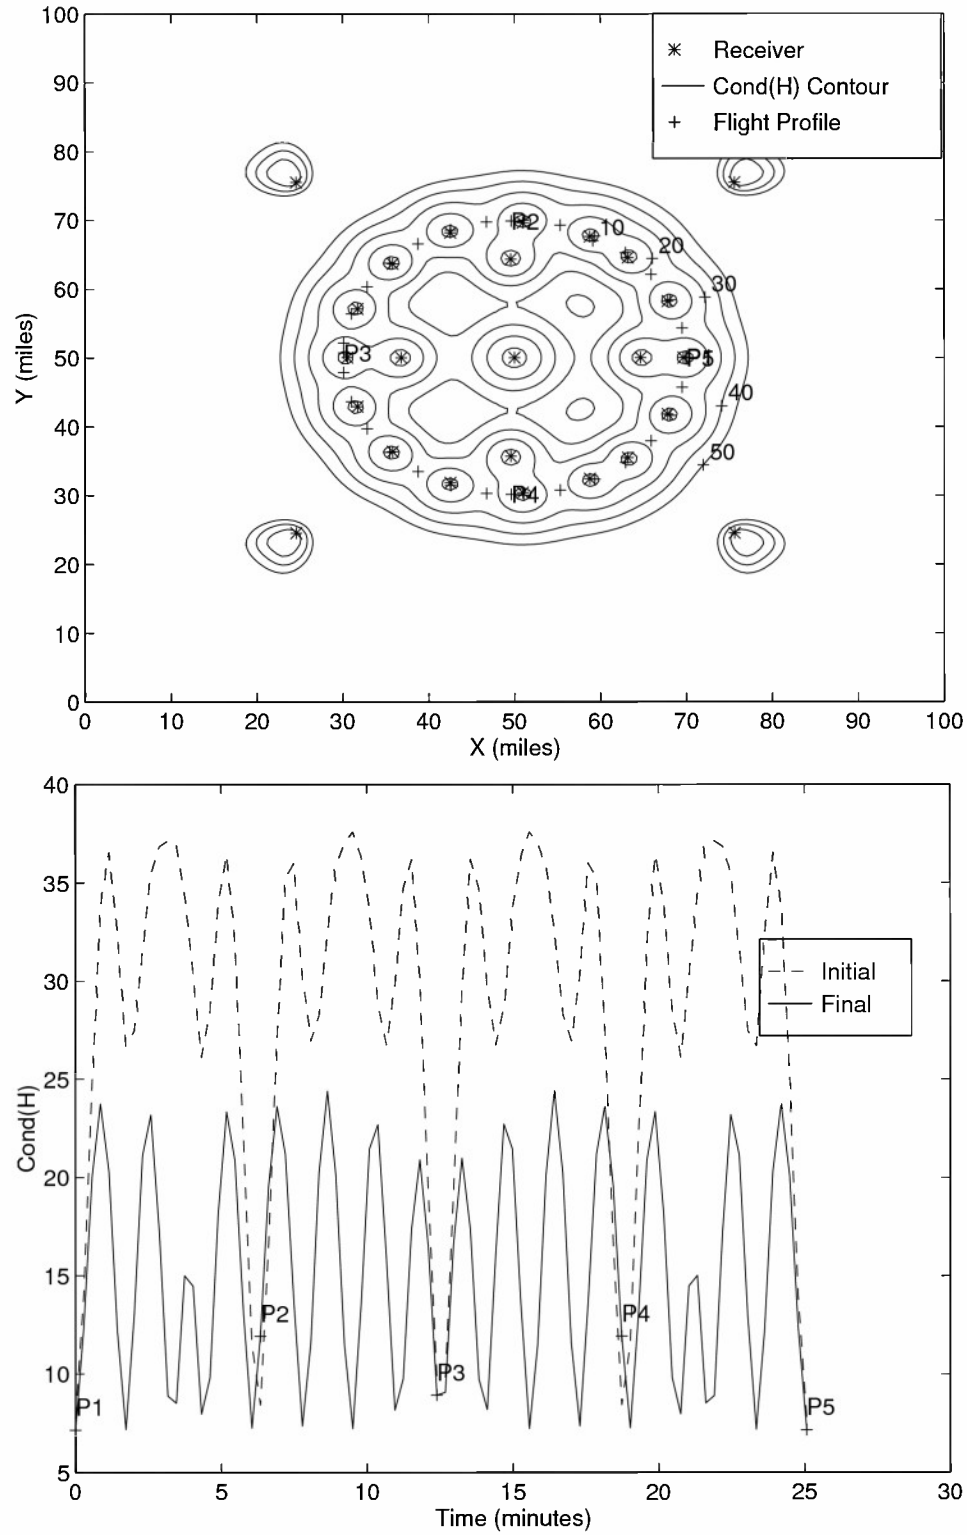 100
90
80
70
60
50
40
30
20
10
0
Y (miles)
Receiver
Cond(H) Contour
Flight Profile
P2
10
20
30
P3
P5
40
50
P4
0 10 20 30 40 50 60 70 80 90 100
X (miles)
40
35
30
25
20
15
10
5
Cond(H)
Initial
Final
P1
P2
P3
P4
P5
0 5 10 15 20 25 30
Time (minutes)